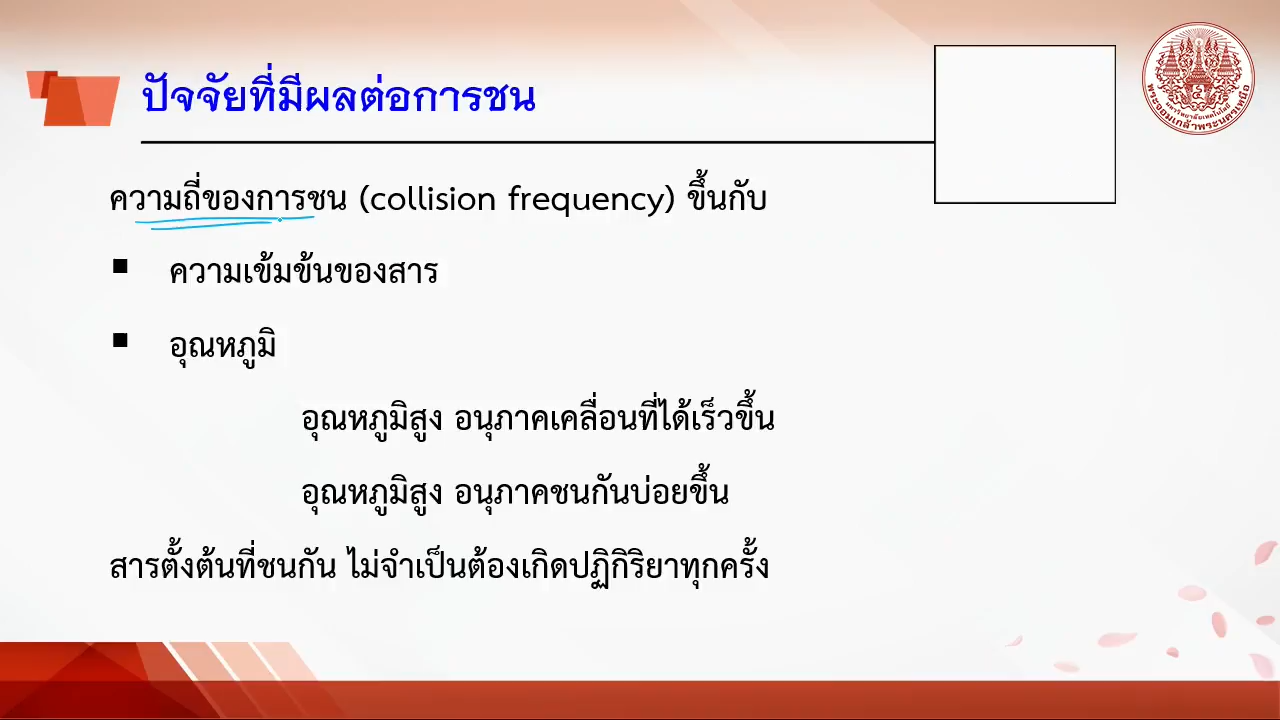 ปัจจัยที่มีผลต่อการชน
ความถี่ของการชน (collision frequency) ขึ้นกับ
▪ ความเข้มข้นของสาร
▪ อุณหภูมิ
อุณหภูมิสูง อนุภาคเคลื่อนที่ได้เร็วขึ้น
อุณหภูมิสูง อนุภาคชนกันบ่อยขึ้น
สารตั้งต้นที่ชนกัน ไม่จำเป็นต้องเกิดปฏิกิริยาทุกครั้ง